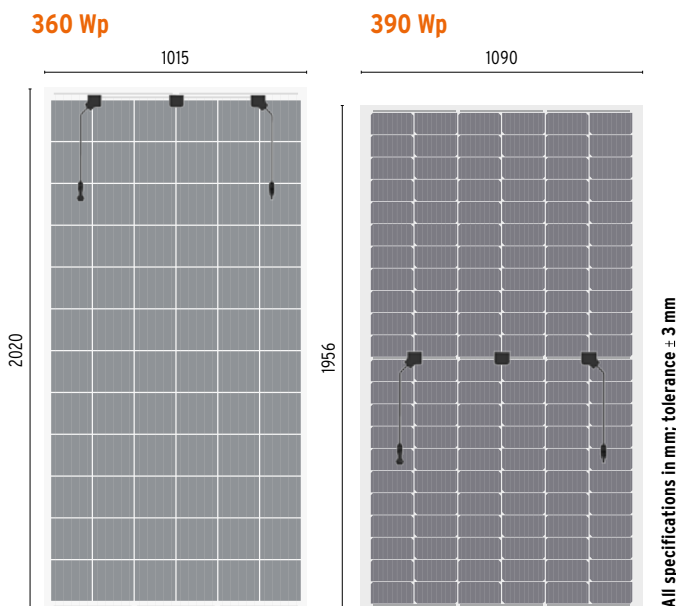 360 Wp
390 Wp
1015
1090
2020
1956
All specifications in mm; tolerance ± 3 mm